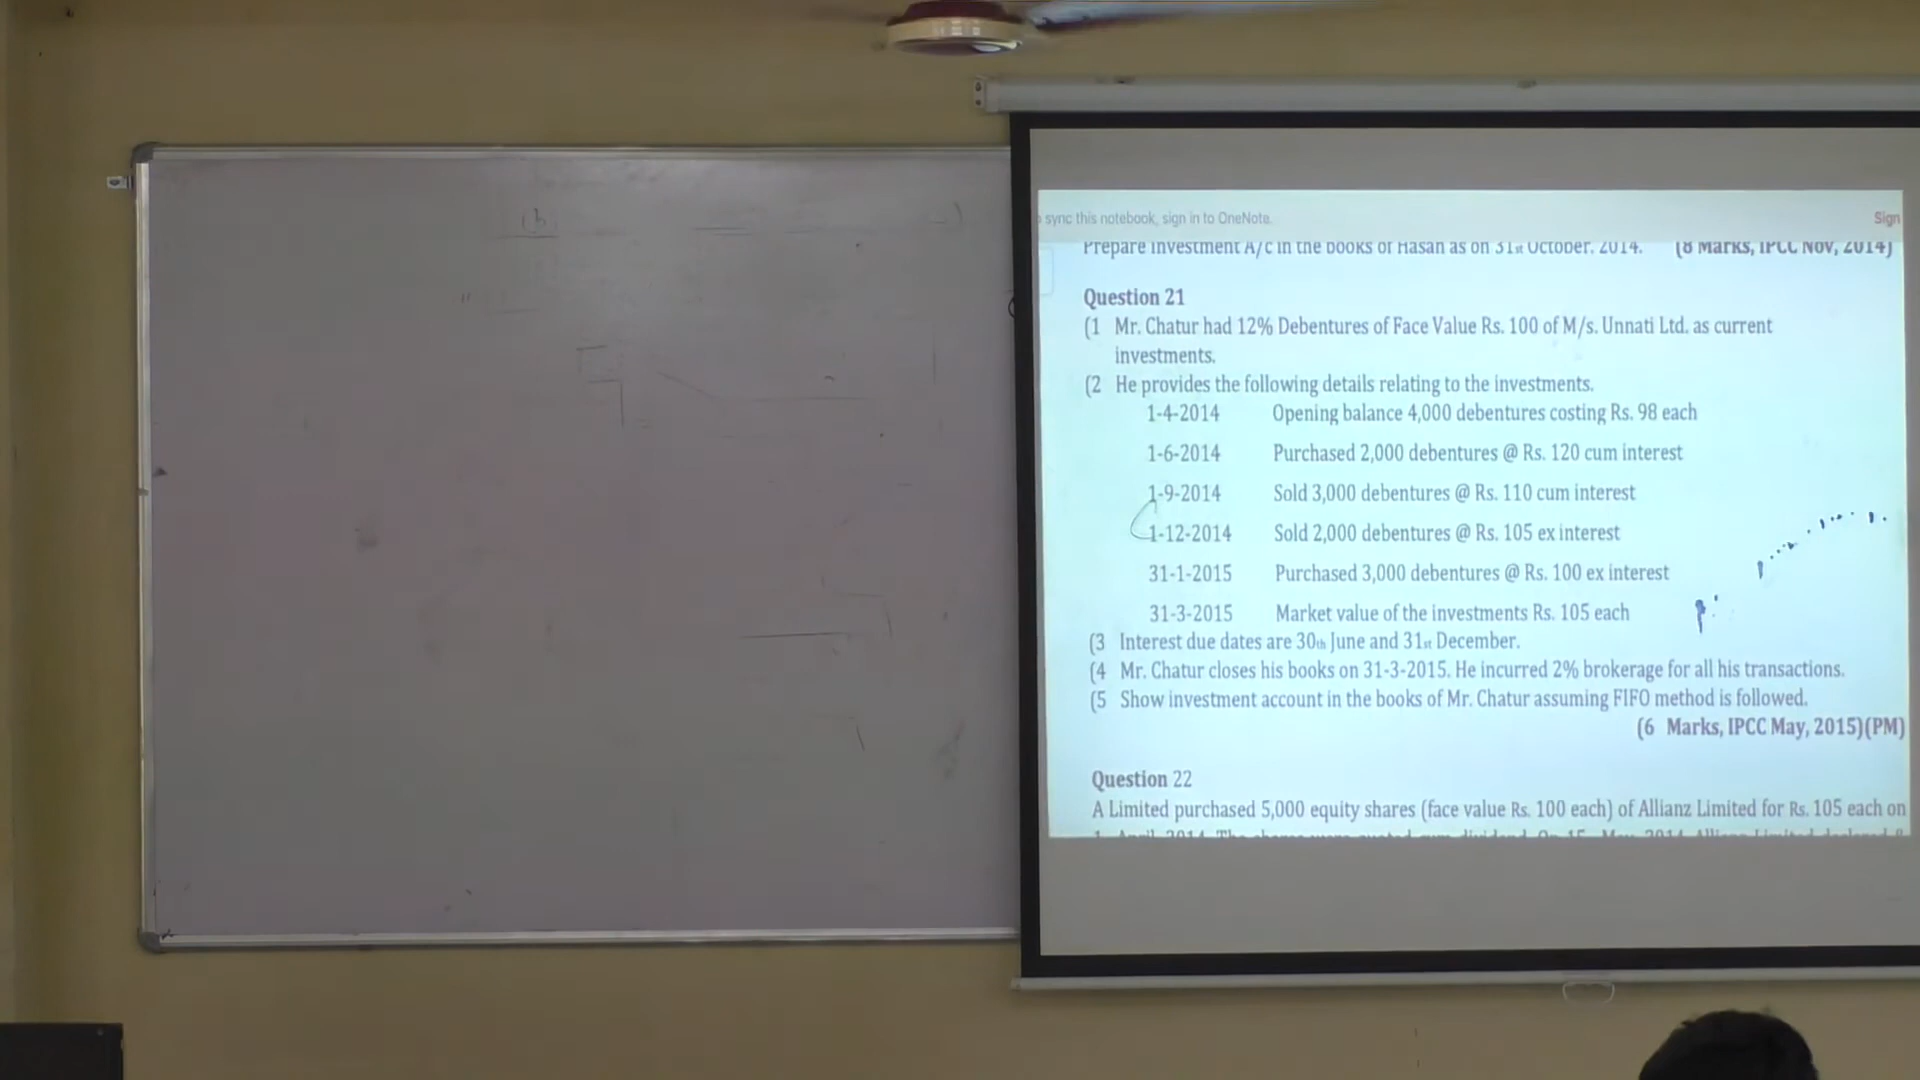 sync this notebook, sign in to OneNote.
Sign
Prepare Investment A/C in the books of Hasan as on 31st October, 2014. (8 Marks, IPCC Nov, 2014)
Question 21
(1 Mr. Chatur had 12% Debentures of Face Value Rs. 100 of M/s. Unnati Ltd. as current
investments.
(2 He provides the following details relating to the investments.
1-4-2014 Opening balance 4,000 debentures costing Rs. 98 each
1-6-2014 Purchased 2,000 debentures @ Rs. 120 cum interest
1-9-2014 Sold 3,000 debentures @ Rs. 110 cum interest
1-12-2014 Sold 2,000 debentures @ Rs. 105 ex interest
31-1-2015 Purchased 3,000 debentures @ Rs. 100 ex interest
31-3-2015 Market value of the investments Rs. 105 each
(3 Interest due dates are 30th June and 31st December.
(4 Mr. Chatur closes his books on 31-3-2015. He incurred 2% brokerage for all his transactions.
(5 Show investment account in the books of Mr. Chatur assuming FIFO method is followed.
(6 Marks, IPCC May, 2015)(PM)
Question 22
A Limited purchased 5,000 equity shares (face value Rs. 100 each) of Allianz Limited for Rs. 105 each on